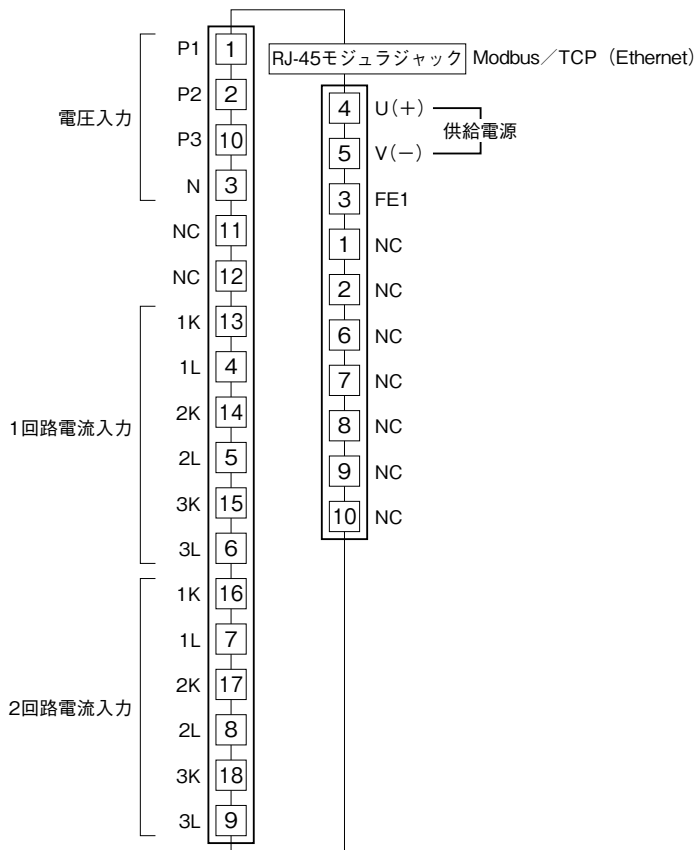 P1 1
P2 2
P3 10
N 3
電圧入力
NC 11
NC 12
1K 13
1L 4
2K 14
2L 5
3K 15
3L 6
1回路電流入力
1K 16
1L 7
2K 17
2L 8
3K 18
3L 9
2回路電流入力
RJ-45モジュラジャック Modbus/TCP(Ethernet)
4 U(+)
5 V(-)
供給電源
3 FE1
1 NC
2 NC
6 NC
7 NC
8 NC
9 NC
10 NC